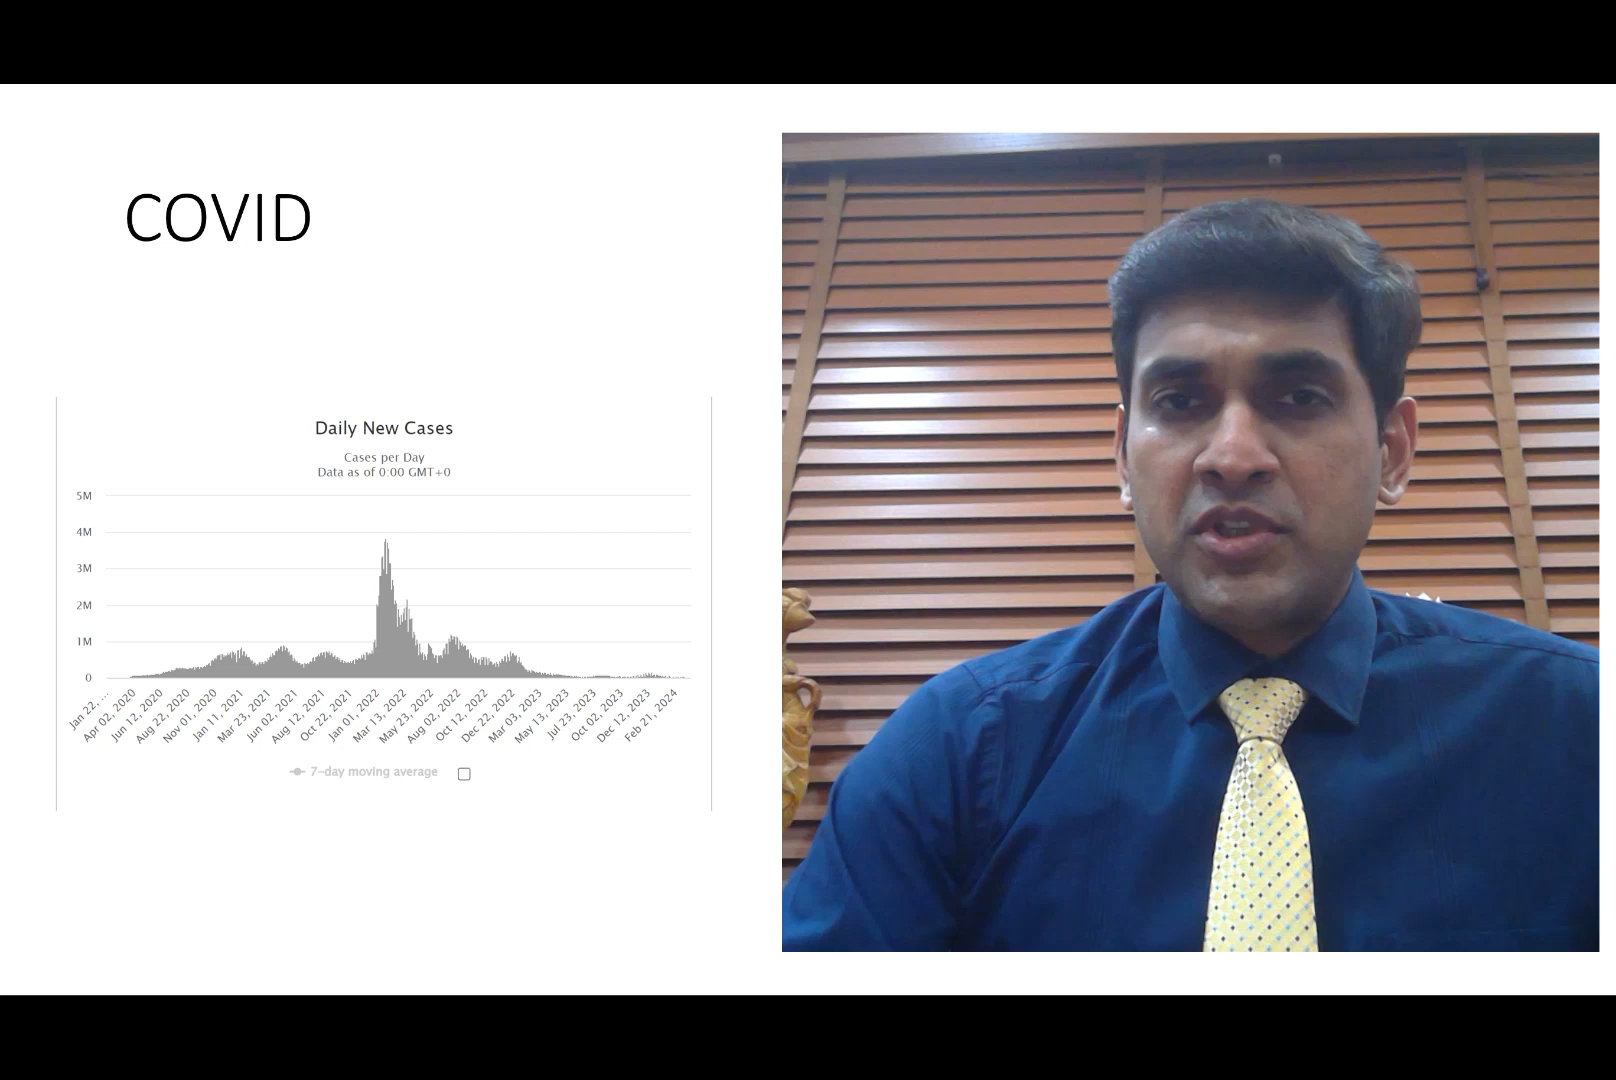 COVID
Daily New Cases
Cases per Day
Data as of 0:00 GMT+0
5M
4M
3M
2M
1M
0
Jan 22,...
Apr 02, 2020
Jun 12, 2020
Aug 22, 2020
Nov 01, 2020
Jan 11, 2021
Mar 23, 2021
Jun 02, 2021
Aug 12, 2021
Oct 22, 2021
Jan 01, 2022
Mar 13, 2022
May 23, 2022
Aug 02, 2022
Oct 12, 2022
Dec 22, 2022
Mar 03, 2023
May 13, 2023
Jul 23, 2023
Oct 02, 2023
Dec 12, 2023
Feb 21, 2024
7-day moving average